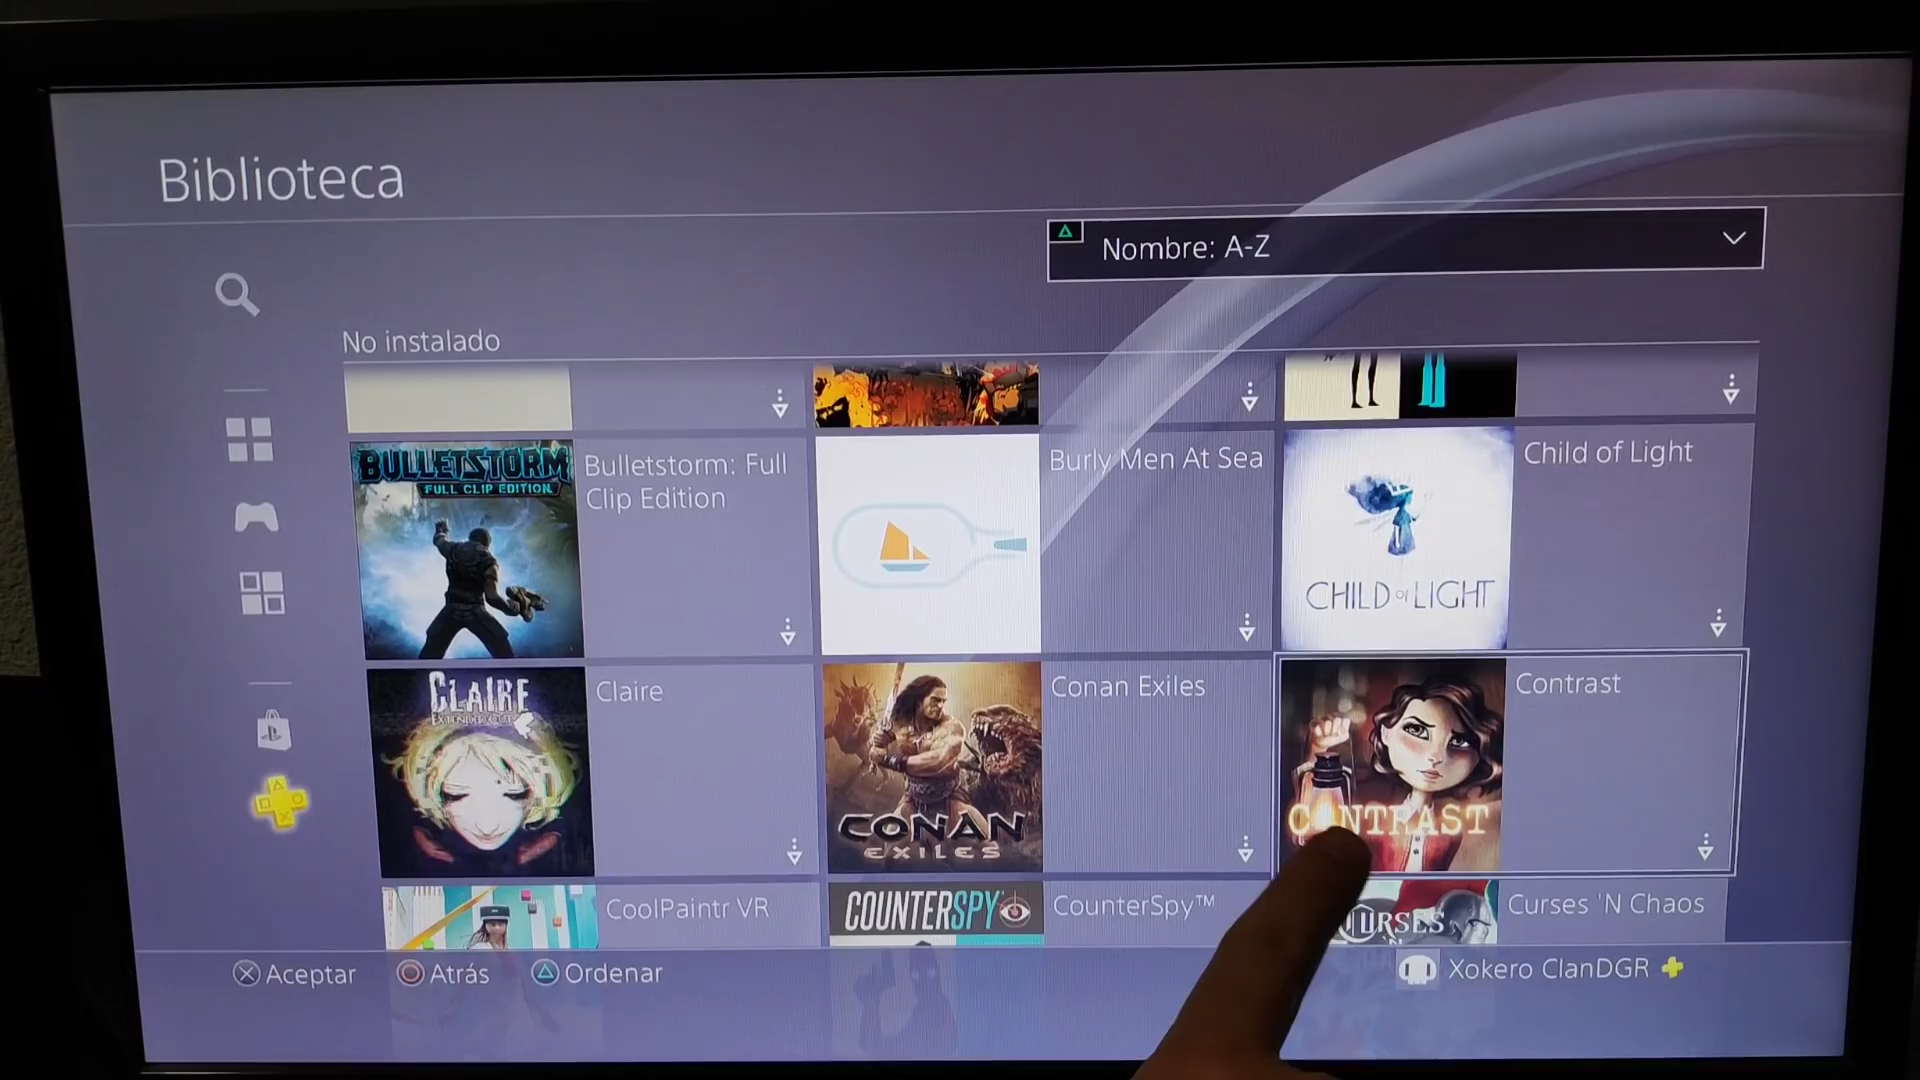 Biblioteca
Nombre: A-Z
No instalado
BULLETSTORM
FULL CLIP EDITION
Bulletstorm: Full
Clip Edition
Burly Men At Sea
CHILD of LIGHT
Child of Light
CLAIRE
Claire
CONAN
EXILES
Conan Exiles
CONTRAST
Contrast
CoolPaintr VR
COUNTERSPY
CounterSpy™
CURSES
'N
Curses 'N Chaos
Aceptar
Atrás
Ordenar
Xokero ClanDGR